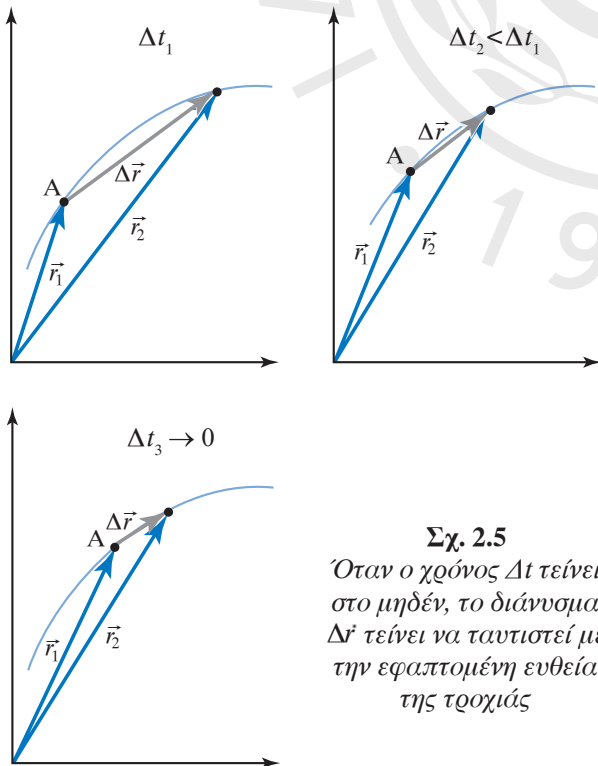 Δt₁
A
Δr⃗
r⃗₁
r⃗₂
Δt₂ < Δt₁
A
Δr⃗
r⃗₁
r⃗₂
Δt₃ → 0
A
Δr⃗
r⃗₁
r⃗₂
Σχ. 2.5
Όταν ο χρόνος Δt τείνει
στο μηδέν, το διάνυσμα
Δr⃗ τείνει να ταυτιστεί με
την εφαπτομένη ευθεία
της τροχιάς
19